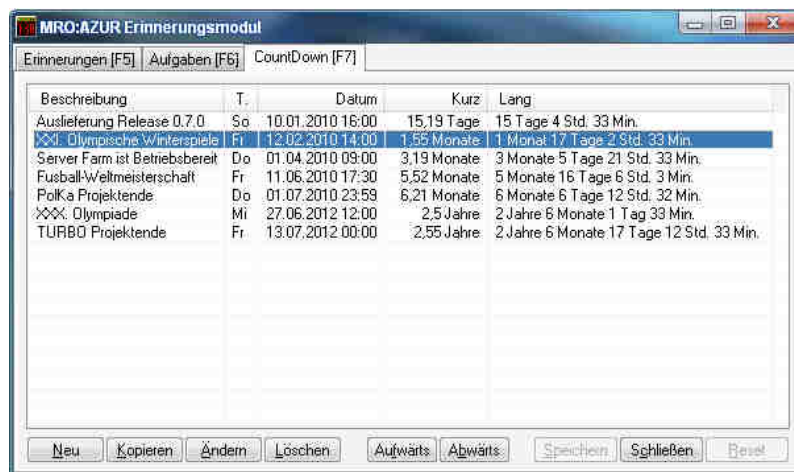 MRO:AZUR Erinnerungsmodul
Erinnerungen [F5] Aufgaben [F6] CountDown [F7]
Beschreibung T. Datum Kurz Lang
Auslieferung Release 0.7.0 So 10.01.2010 16:00 15,19 Tage 15 Tage 4 Std. 33 Min.
XXI. Olympische Winterspiele Fr 12.02.2010 14:00 1,55 Monate 1 Monat 17 Tage 2 Std. 33 Min.
Server Farm ist Betriebsbereit Do 01.04.2010 09:00 3,19 Monate 3 Monate 5 Tage 21 Std. 33 Min.
Fusball-Weltmeisterschaft Fr 11.06.2010 17:30 5,52 Monate 5 Monate 16 Tage 6 Std. 3 Min.
PolKa Projektende Do 01.07.2010 23:59 6,21 Monate 6 Monate 6 Tage 12 Std. 32 Min.
XXX. Olympiade Mi 27.06.2012 12:00 2,5 Jahre 2 Jahre 6 Monate 1 Tag 33 Min.
TURBO Projektende Fr 13.07.2012 00:00 2,55 Jahre 2 Jahre 6 Monate 17 Tage 12 Std. 33 Min.
Neu Kopieren Ändern Löschen Aufwärts Abwärts Speichern Schließen Reset